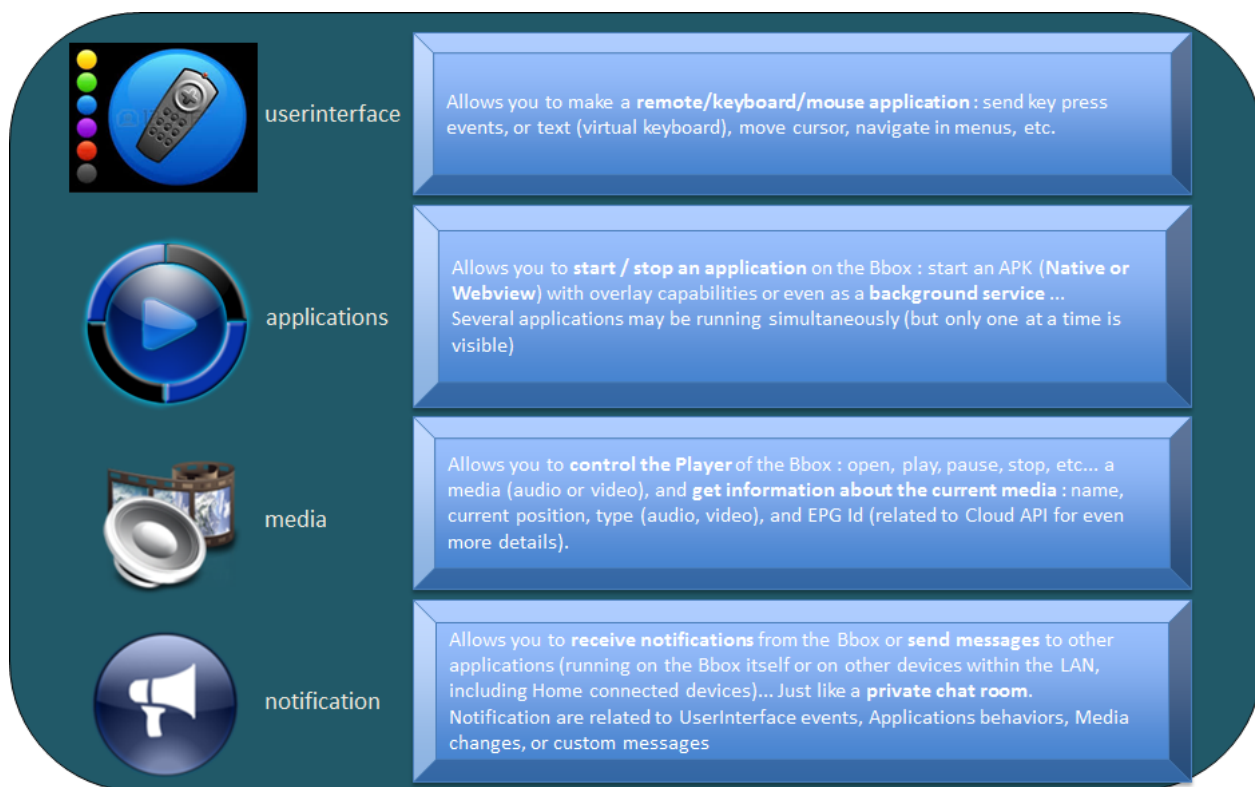 userinterface
Allows you to make a remote/keyboard/mouse application : send key press
events, or text (virtual keyboard), move cursor, navigate in menus, etc.
applications
Allows you to start / stop an application on the Bbox : start an APK (Native or
Webview) with overlay capabilities or even as a background service ...
Several applications may be running simultaneously (but only one at a time is
visible)
media
Allows you to control the Player of the Bbox : open, play, pause, stop, etc... a
media (audio or video), and get information about the current media : name,
current position, type (audio, video), and EPG Id (related to Cloud API for even
more details).
notification
Allows you to receive notifications from the Bbox or send messages to other
applications (running on the Bbox itself or on other devices within the LAN,
including Home connected devices)... Just like a private chat room.
Notification are related to UserInterface events, Applications behaviors, Media
changes, or custom messages